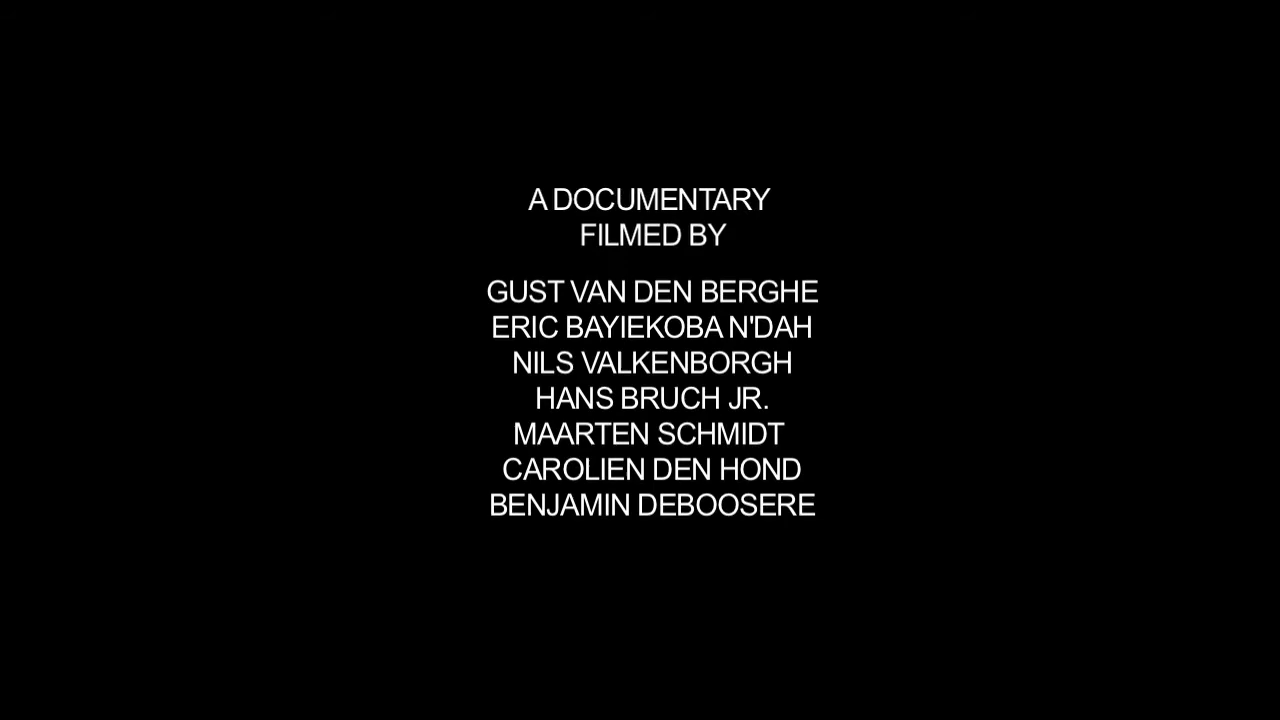 A DOCUMENTARY
FILMED BY
GUST VAN DEN BERGHE
ERIC BAYIEKOBA N'DAH
NILS VALKENBORGH
HANS BRUCH JR.
MAARTEN SCHMIDT
CAROLIEN DEN HOND
BENJAMIN DEBOOSERE